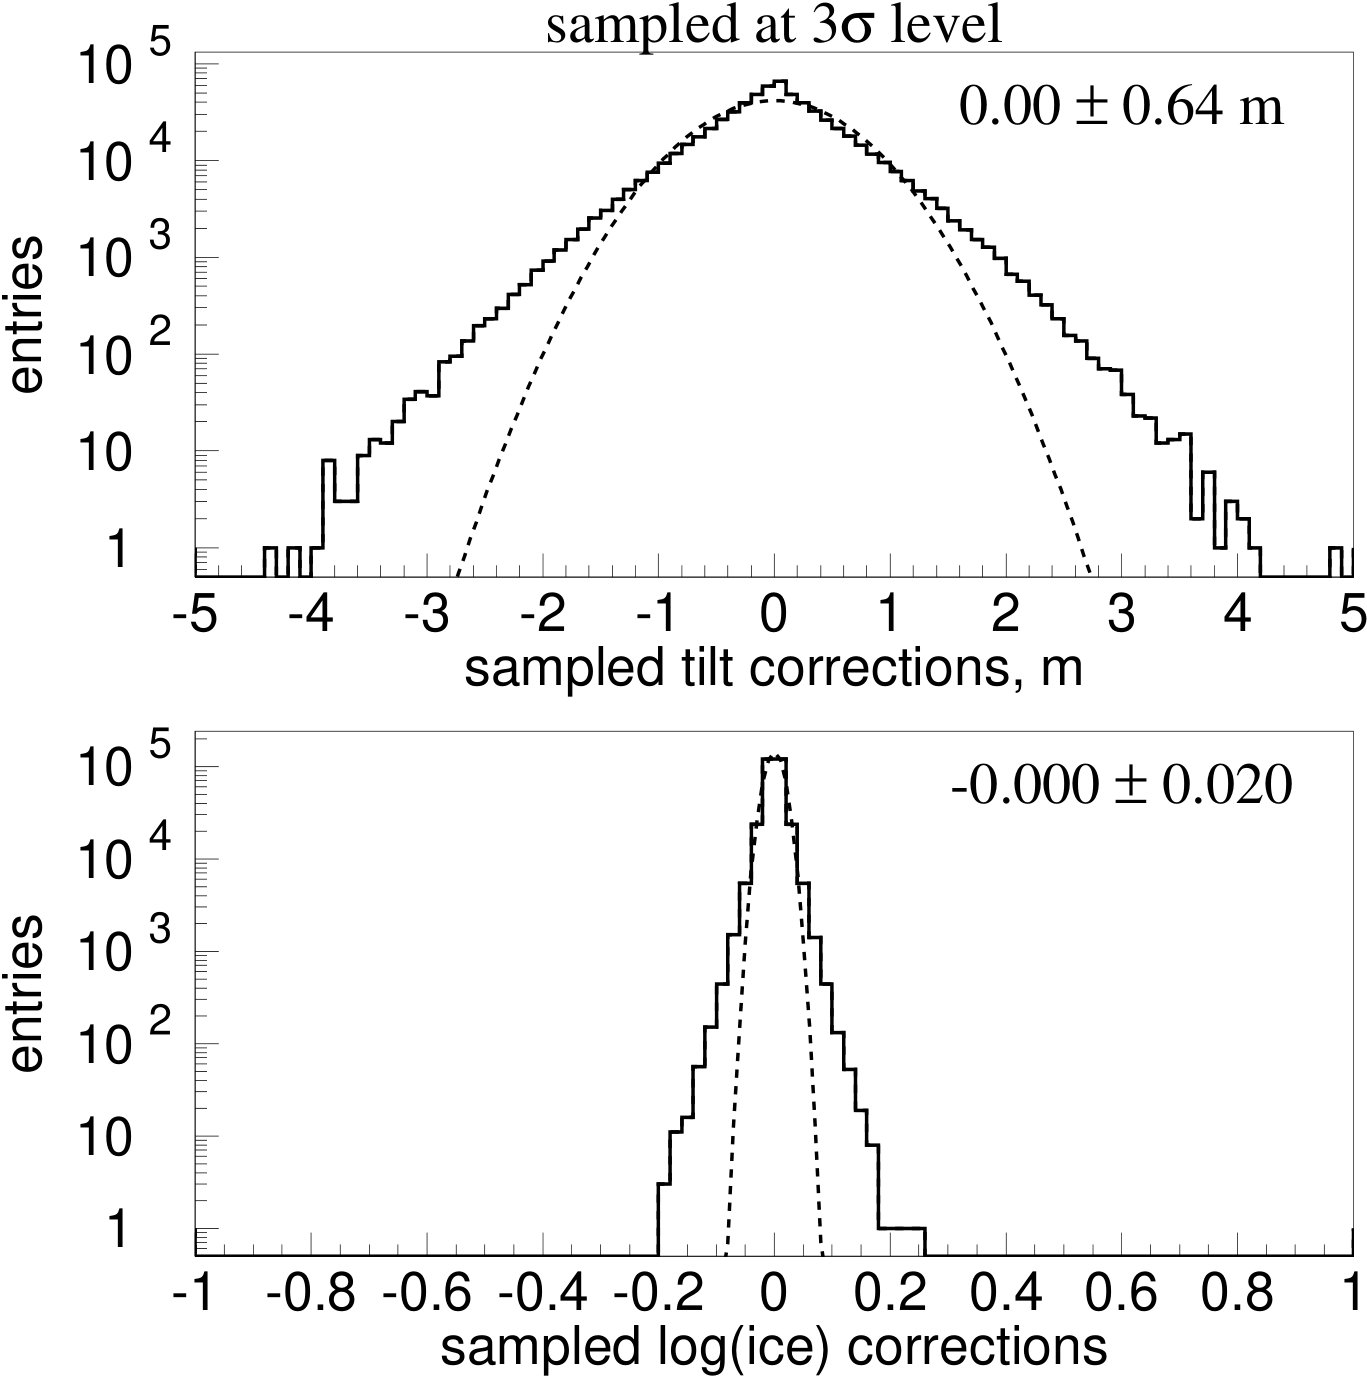 sampled at 3σ level
0.00 ± 0.64 m
entries
10 5
10 4
10 3
10 2
10
1
-5 -4 -3 -2 -1 0 1 2 3 4 5
sampled tilt corrections, m
-0.000 ± 0.020
entries
10 5
10 4
10 3
10 2
10
1
-1 -0.8 -0.6 -0.4 -0.2 0 0.2 0.4 0.6 0.8 1
sampled log(ice) corrections